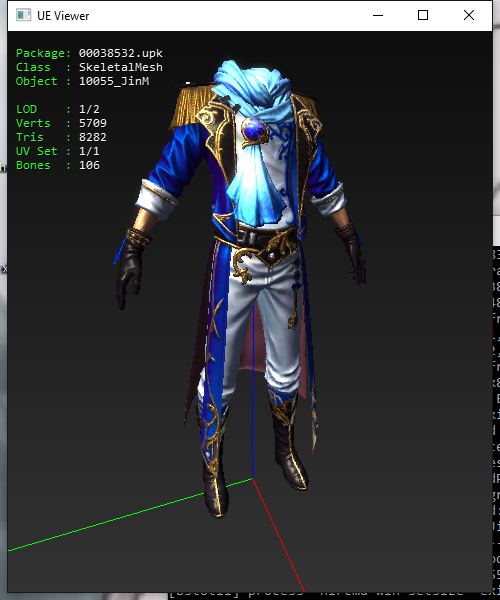 UE Viewer
Package: 00038532.upk
Class  : SkeletalMesh
Object : 10055_JinM
LOD    : 1/2
Verts  : 5709
Tris   : 8282
UV Set : 1/1
Bones  : 106